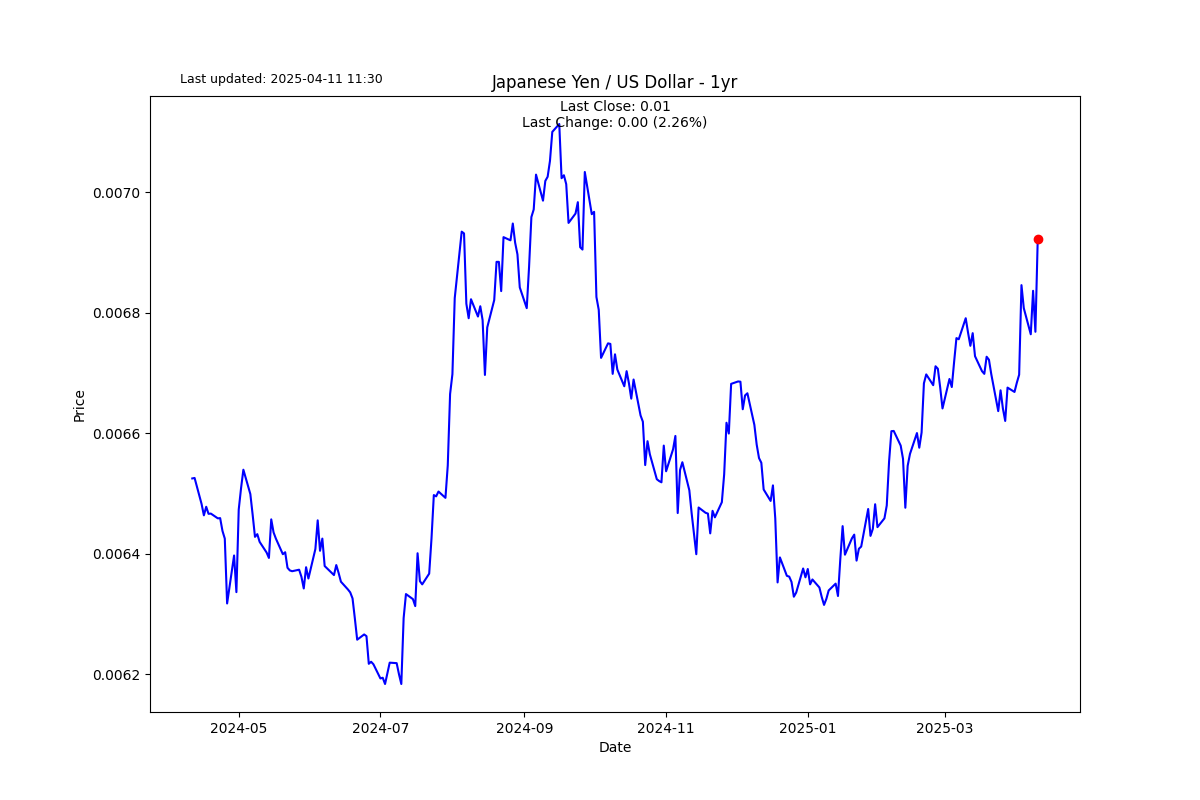 Last updated: 2025-04-11 11:30
Japanese Yen / US Dollar - 1yr
Last Close: 0.01
Last Change: 0.00 (2.26%)
0.0070
0.0068
0.0066
0.0064
0.0062
Price
2024-05
2024-07
2024-09
2024-11
2025-01
2025-03
Date